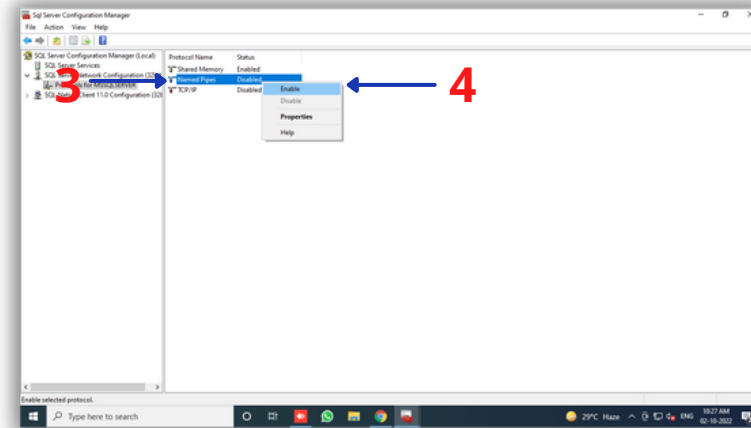 Sql Server Configuration Manager
File Action View Help
SQL Server Configuration Manager (Local)
SQL Server Services
SQL Network Configuration (32
for MSSQLSERVER
SQL Client 11.0 Configuration (32
Protocol Name Status
Shared Memory Enabled
Named Pipes Disabled
TCP/IP Disabled
Enable
Disable
Properties
Help
3
4
Enable selected protocol.
Type here to search
29°C Haze
ENG
10:27 AM
02-10-2022